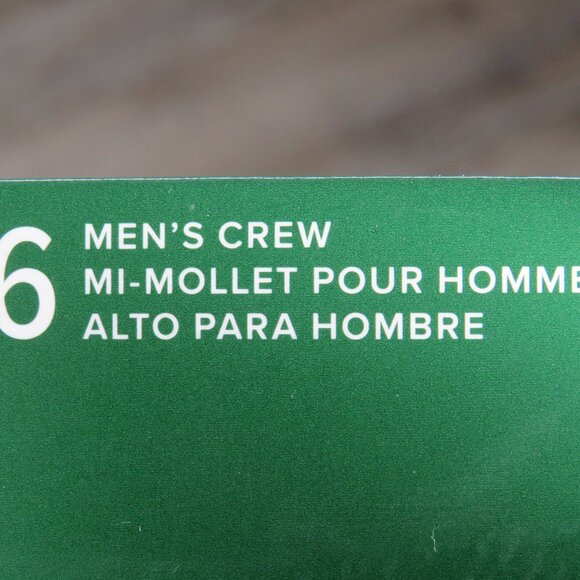 6 MEN'S CREW
MI-MOLLET POUR HOMME
ALTO PARA HOMBRE